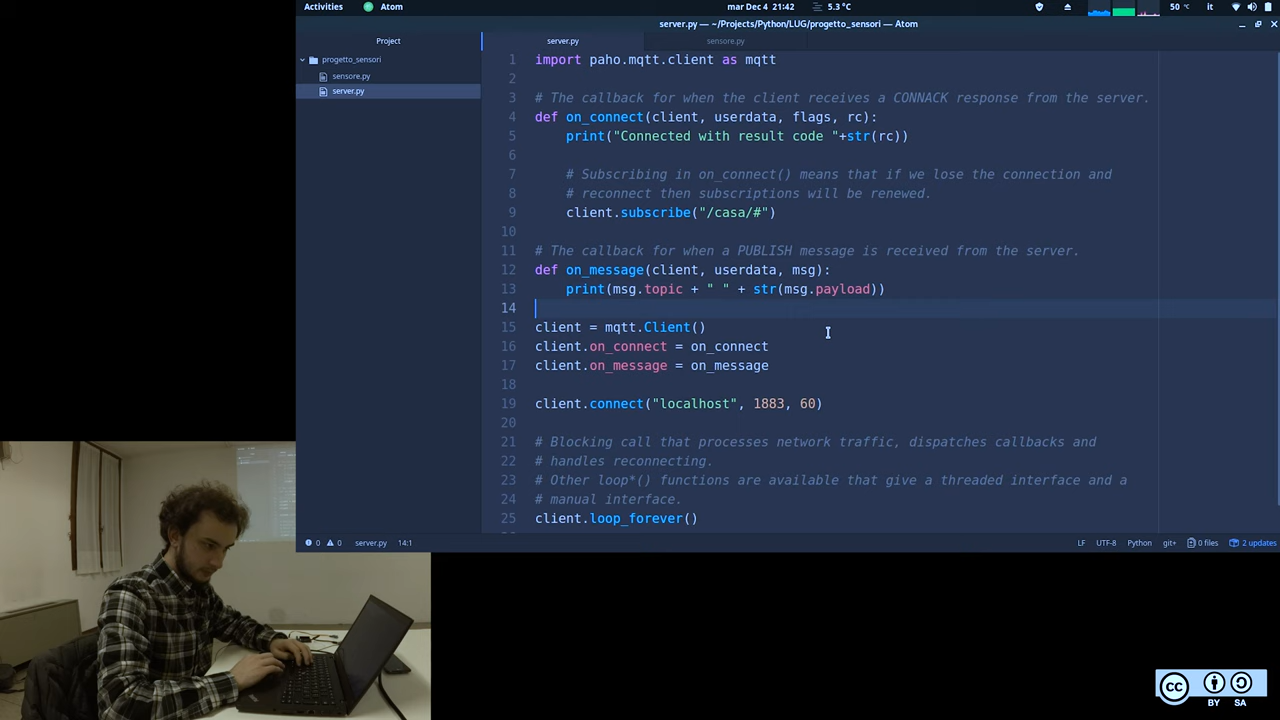 Activities Atom mar Dec 4 21:42 5.3 °C 50 °C it
server.py — ~/Projects/Python/LUG/progetto_sensori — Atom
Project server.py sensore.py
progetto_sensori
sensore.py
server.py
1 import paho.mqtt.client as mqtt
2
3 # The callback for when the client receives a CONNACK response from the server.
4 def on_connect(client, userdata, flags, rc):
5 print("Connected with result code "+str(rc))
6
7 # Subscribing in on_connect() means that if we lose the connection and
8 # reconnect then subscriptions will be renewed.
9 client.subscribe("/casa/#")
10
11 # The callback for when a PUBLISH message is received from the server.
12 def on_message(client, userdata, msg):
13 print(msg.topic + " " + str(msg.payload))
14
15 client = mqtt.Client()
16 client.on_connect = on_connect
17 client.on_message = on_message
18
19 client.connect("localhost", 1883, 60)
20
21 # Blocking call that processes network traffic, dispatches callbacks and
22 # handles reconnecting.
23 # Other loop*() functions are available that give a threaded interface and a
24 # manual interface.
25 client.loop_forever()
0 0 server.py 14:1 LF UTF-8 Python git+ 0 files 2 updates
cc
BY SA